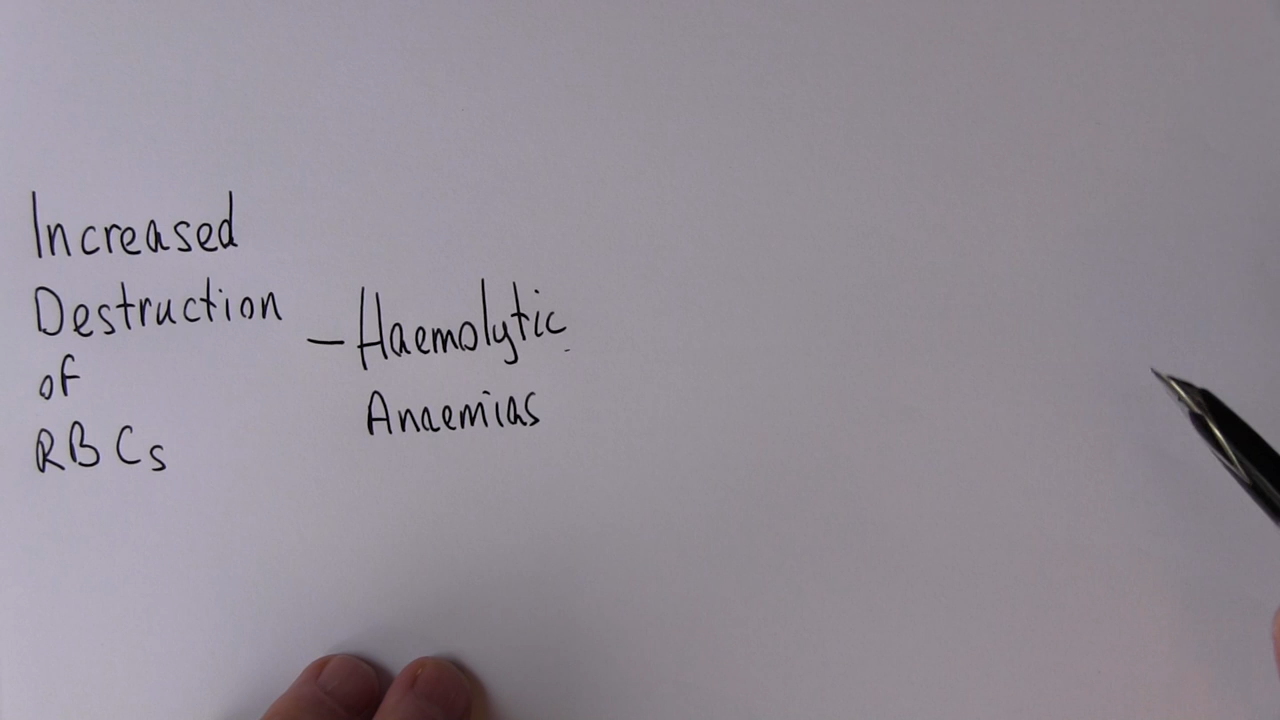 Increased
Destruction
of
RBCs
– Haemolytic
Anaemias